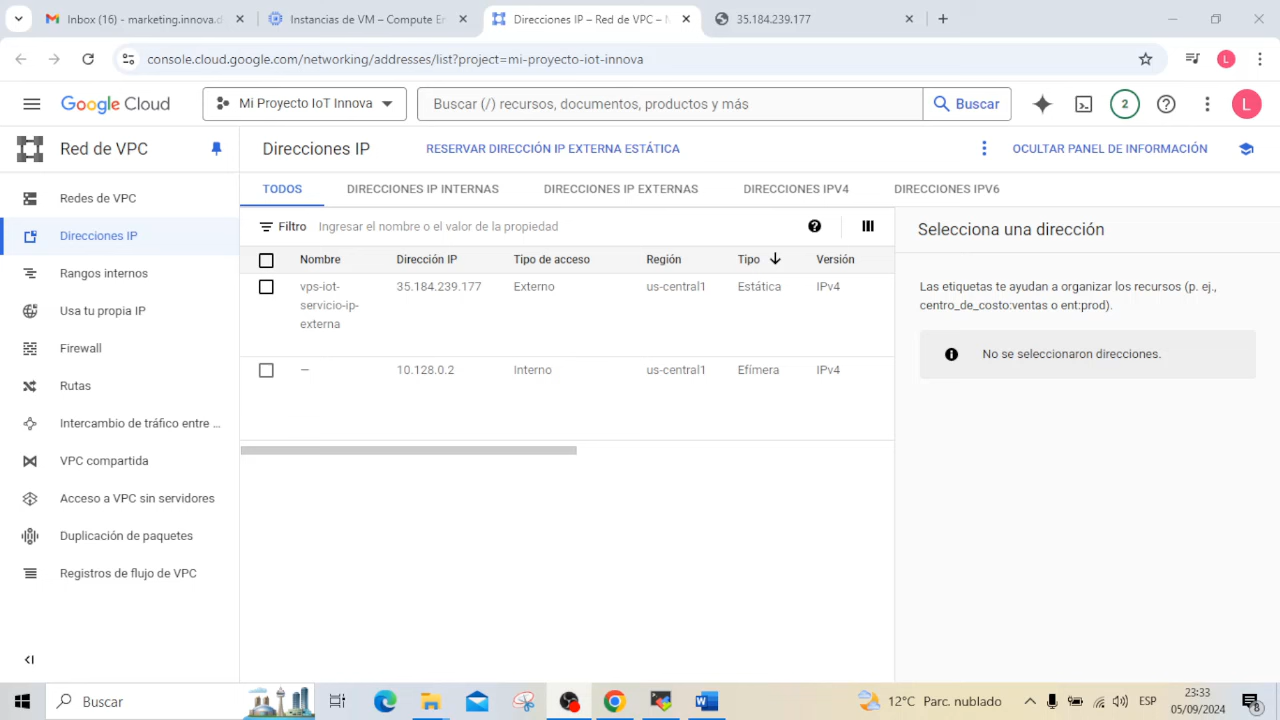 Inbox (16) – marketing.innova.d
Instancias de VM – Compute En
Direcciones IP – Red de VPC – M
35.184.239.177
console.cloud.google.com/networking/addresses/list?project=mi-proyecto-iot-innova
L
Google Cloud
Mi Proyecto IoT Innova
Buscar (/) recursos, documentos, productos y más
Buscar
2
L
Red de VPC
Direcciones IP
RESERVAR DIRECCIÓN IP EXTERNA ESTÁTICA
OCULTAR PANEL DE INFORMACIÓN
Redes de VPC
Direcciones IP
Rangos internos
Usa tu propia IP
Firewall
Rutas
Intercambio de tráfico entre ...
VPC compartida
Acceso a VPC sin servidores
Duplicación de paquetes
Registros de flujo de VPC
TODOS
DIRECCIONES IP INTERNAS
DIRECCIONES IP EXTERNAS
DIRECCIONES IPV4
DIRECCIONES IPV6
Filtro
Ingresar el nombre o el valor de la propiedad
Nombre Dirección IP Tipo de acceso Región Tipo Versión
vps-iot- 35.184.239.177 Externo us-central1 Estática IPv4
servicio-ip-
externa
— 10.128.0.2 Interno us-central1 Efímera IPv4
Selecciona una dirección
Las etiquetas te ayudan a organizar los recursos (p. ej.,
centro_de_costo:ventas o ent:prod).
No se seleccionaron direcciones.
Buscar
12°C Parc. nublado
ESP
23:33
05/09/2024
8